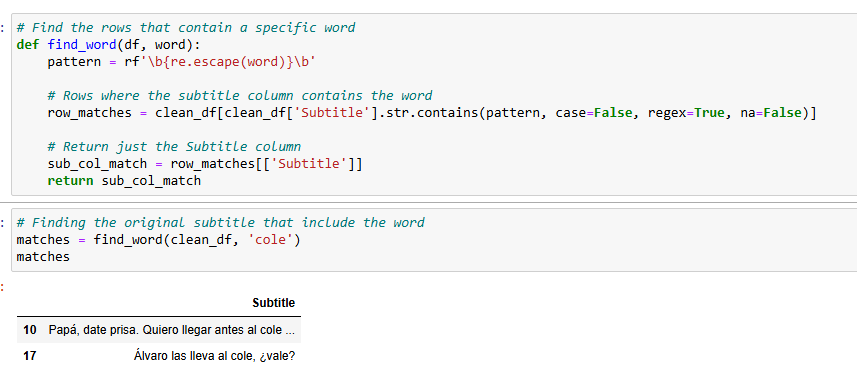 : # Find the rows that contain a specific word
def find_word(df, word):
    pattern = rf'\b{re.escape(word)}\b'
    # Rows where the subtitle column contains the word
    row_matches = clean_df[clean_df['Subtitle'].str.contains(pattern, case=False, regex=True, na=False)]
    # Return just the Subtitle column
    sub_col_match = row_matches[['Subtitle']]
    return sub_col_match
: # Finding the original subtitle that include the word
matches = find_word(clean_df, 'cole')
matches
:
Subtitle
10 Papá, date prisa. Quiero llegar antes al cole ...
17 Álvaro las lleva al cole, ¿vale?